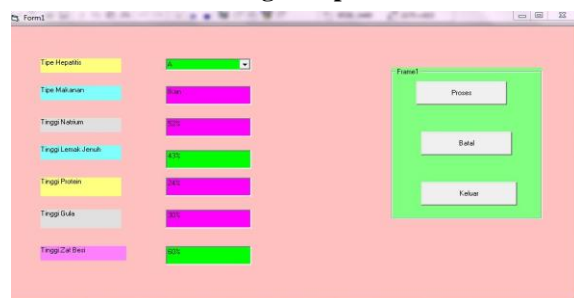 Form1
Tipe Hepatitis
A
Tipe Makanan
Ikan
Tinggi Natrium
52%
Tinggi Lemak Jenuh
43%
Tinggi Protein
24%
Tinggi Gula
30%
Tinggi Zat Besi
60%
Frame1
Proses
Batal
Keluar